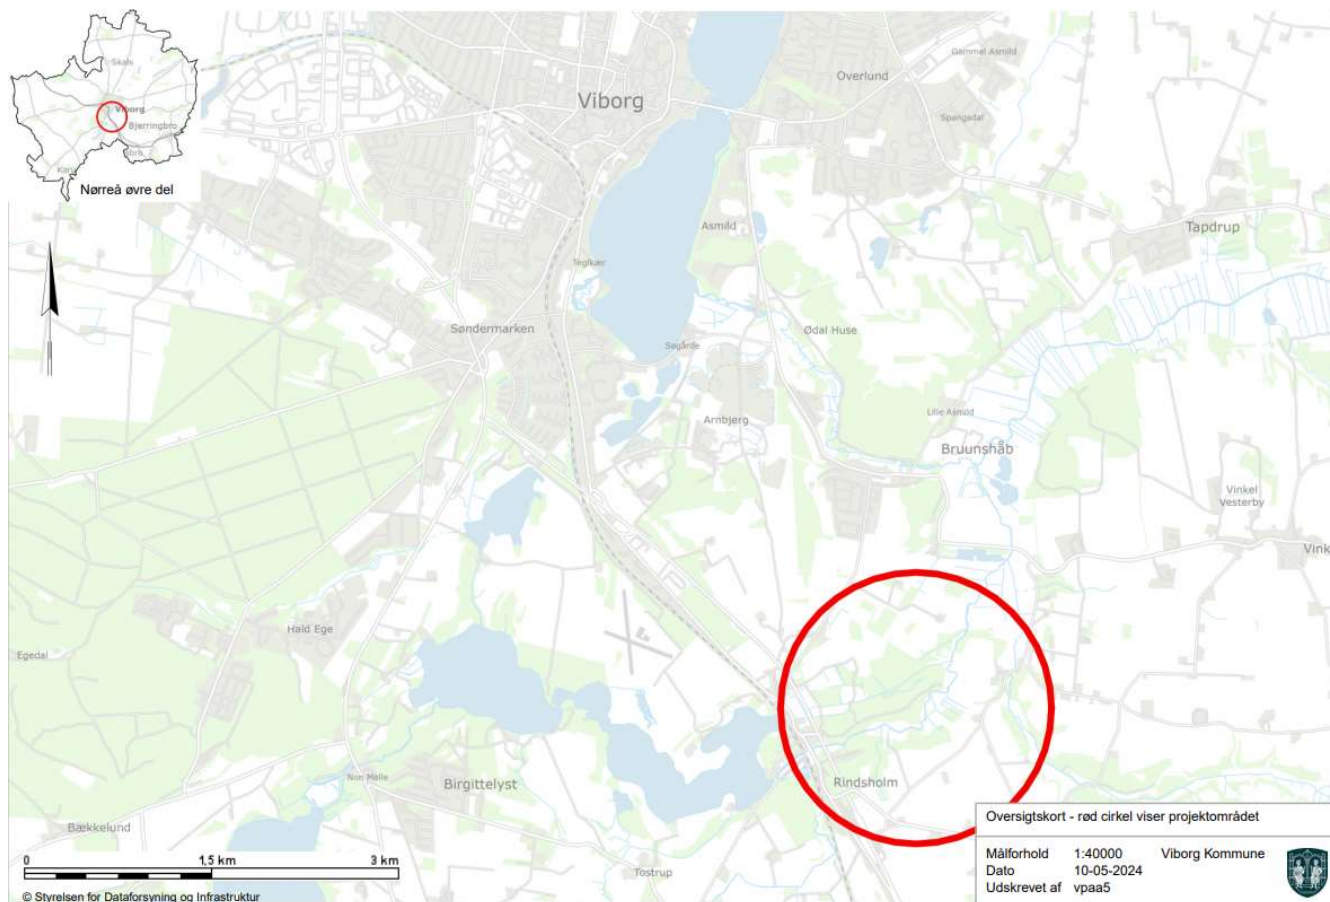 Skals
Viborg
Bjerringbro
Nørreå øvre del
Gammel Asmild
Overlund
Viborg
Spangsdal
Asmild
Tapdrup
Teglkær
Søndermarken
Ødal Huse
Søgårde
Lille Asmild
Arnbjerg
Bruunshåb
Vinkel
Vesterby
Hald Ege
Egedal
Rindsholm
Non Mølle
Birgittelyst
Bækkelund
Tostrup
Oversigtskort - rød cirkel viser projektområdet
Målforhold 1:40000 Viborg Kommune
Dato 10-05-2024
Udskrevet af vpaa5
0 1,5 km 3 km
© Styrelsen for Dataforsyning og Infrastruktur